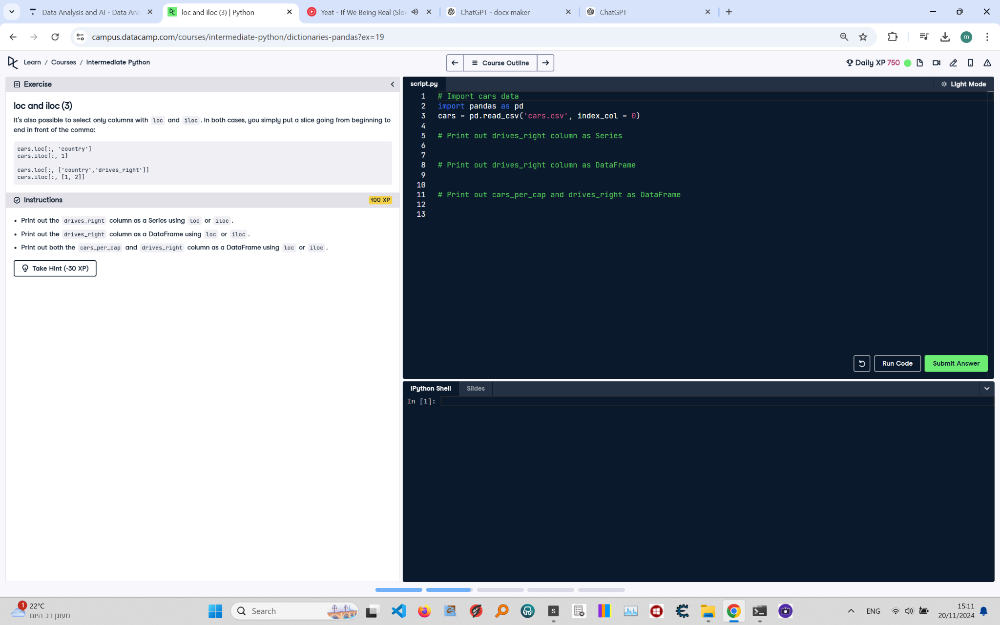 Data Analysis and AI - Data Ana
loc and iloc (3) | Python
Yeat - If We Being Real (Slov
ChatGPT - docx maker
ChatGPT
campus.datacamp.com/courses/intermediate-python/dictionaries-pandas?ex=19
m
Learn / Courses / Intermediate Python
Course Outline
Daily XP 750
Exercise
loc and iloc (3)
It's also possible to select only columns with loc and iloc. In both cases, you simply put a slice going from beginning to
end in front of the comma:
cars.loc[:, 'country']
cars.iloc[:, 1]
cars.loc[:, ['country','drives_right']]
cars.iloc[:, [1, 2]]
Instructions
100 XP
• Print out the drives_right column as a Series using loc or iloc.
• Print out the drives_right column as a DataFrame using loc or iloc.
• Print out both the cars_per_cap and drives_right column as a DataFrame using loc or iloc.
Take Hint (-30 XP)
script.py
Light Mode
1 # Import cars data
2 import pandas as pd
3 cars = pd.read_csv('cars.csv', index_col = 0)
4
5 # Print out drives_right column as Series
6
7
8 # Print out drives_right column as DataFrame
9
10
11 # Print out cars_per_cap and drives_right as DataFrame
12
13
Run Code
Submit Answer
IPython Shell
Slides
In [1]:
1
22°C
מעונן רב היום
Search
S
ENG
15:11
20/11/2024